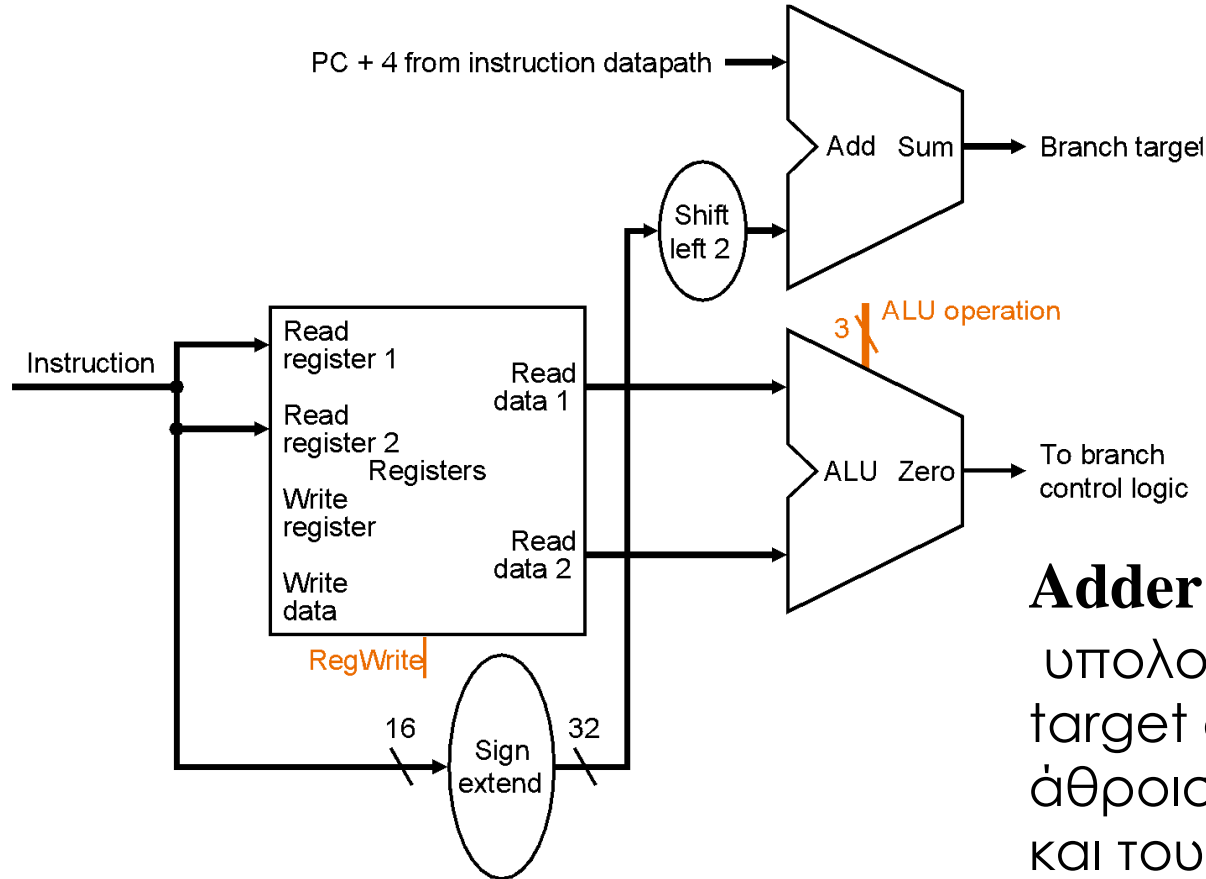 PC + 4 from instruction datapath
Add Sum
Branch target
Shift
left 2
3
ALU operation
Instruction
Read
register 1
Read
data 1
Read
register 2
Registers
ALU Zero
To branch
control logic
Write
register
Read
data 2
Write
data
RegWrite
16
Sign
extend
32
Adder
target
και του